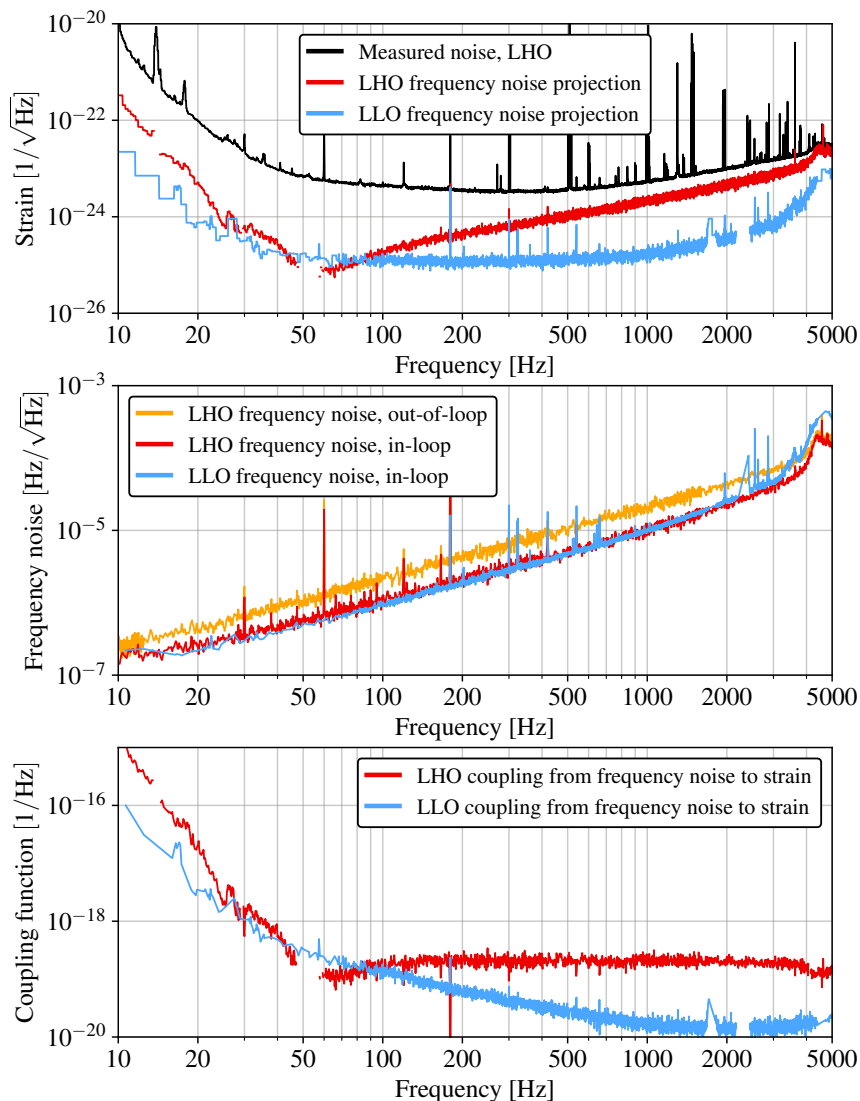 10⁻²⁰
10⁻²²
10⁻²⁴
10⁻²⁶
Strain [1/√Hz]
Measured noise, LHO
LHO frequency noise projection
LLO frequency noise projection
10 20 50 100 200 500 1000 2000 5000
Frequency [Hz]
10⁻³
10⁻⁵
10⁻⁷
Frequency noise [Hz/√Hz]
LHO frequency noise, out-of-loop
LHO frequency noise, in-loop
LLO frequency noise, in-loop
10 20 50 100 200 500 1000 2000 5000
Frequency [Hz]
10⁻¹⁶
10⁻¹⁸
10⁻²⁰
Coupling function [1/Hz]
LHO coupling from frequency noise to strain
LLO coupling from frequency noise to strain
10 20 50 100 200 500 1000 2000 5000
Frequency [Hz]